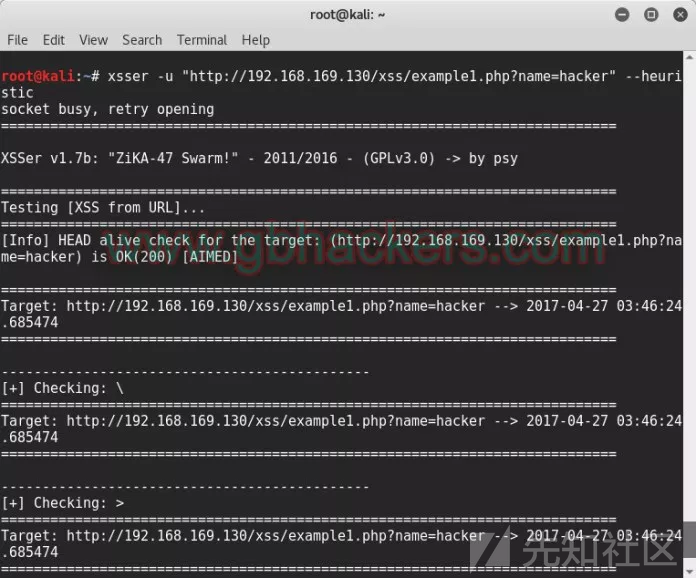 root@kali: ~
File Edit View Search Terminal Help
root@kali:~# xsser -u "http://192.168.169.130/xss/example1.php?name=hacker" --heuri
stic
socket busy, retry opening
===========================================================================
XSSer v1.7b: "ZiKA-47 Swarm!" - 2011/2016 - (GPLv3.0) -> by psy
===========================================================================
Testing [XSS from URL]...
===========================================================================
[Info] HEAD alive check for the target: (http://192.168.169.130/xss/example1.php?na
me=hacker) is OK(200) [AIMED]
www.gbhackers.com
===========================================================================
Target: http://192.168.169.130/xss/example1.php?name=hacker --> 2017-04-27 03:46:24
.685474
===========================================================================
---------------------------------------------
[+] Checking: \
===========================================================================
Target: http://192.168.169.130/xss/example1.php?name=hacker --> 2017-04-27 03:46:24
.685474
===========================================================================
---------------------------------------------
[+] Checking: >
===========================================================================
Target: http://192.168.169.130/xss/example1.php?name=hacker --> 2017-04-27 03:46:24
.685474
===========================================================================
先知社区